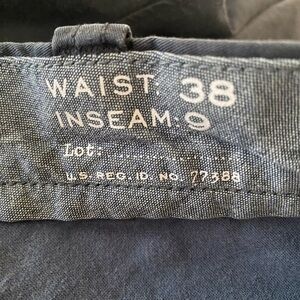 WAIST: 38
INSEAM: 9
Lot: ....................
U.S. REG. ID. NO. 77388